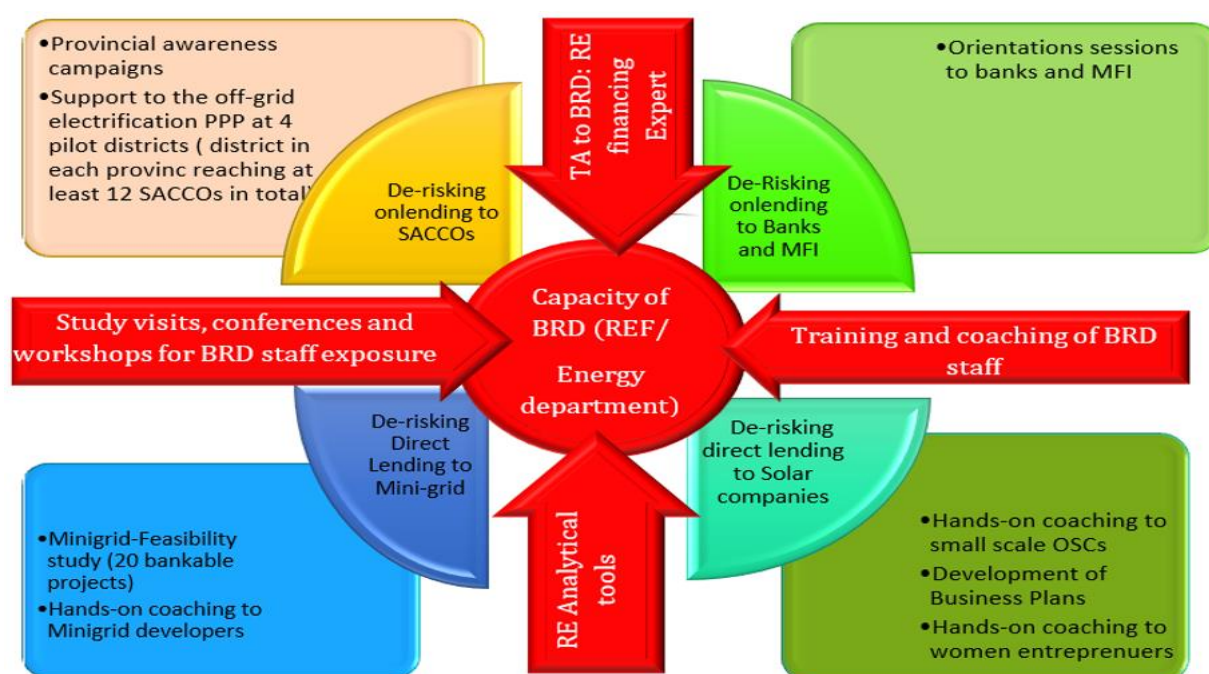 •Provincial awareness
campaigns
•Support to the off-grid
electrification PPP at 4
pilot districts ( district in
each provinc reaching at
least 12 SACCOs in total)
De-risking
onlending to
SACCOs
TA to BRD: RE
financing
Expert
De-Risking
onlending
to Banks
and MFI
•Orientations sessions
to banks and MFI
Study visits, conferences and
workshops for BRD staff exposure
Capacity of
BRD (REF/
Energy
department)
Training and coaching of BRD
staff
De-risking
Direct
Lending to
Mini-grid
•Minigrid-Feasibility
study (20 bankable
projects)
•Hands-on coaching to
Minigrid developers
RE Analytical
tools
De-risking
direct lending
to Solar
companies
•Hands-on coaching to
small scale OSCs
•Development of
Business Plans
•Hands-on coaching to
women entreprenuers